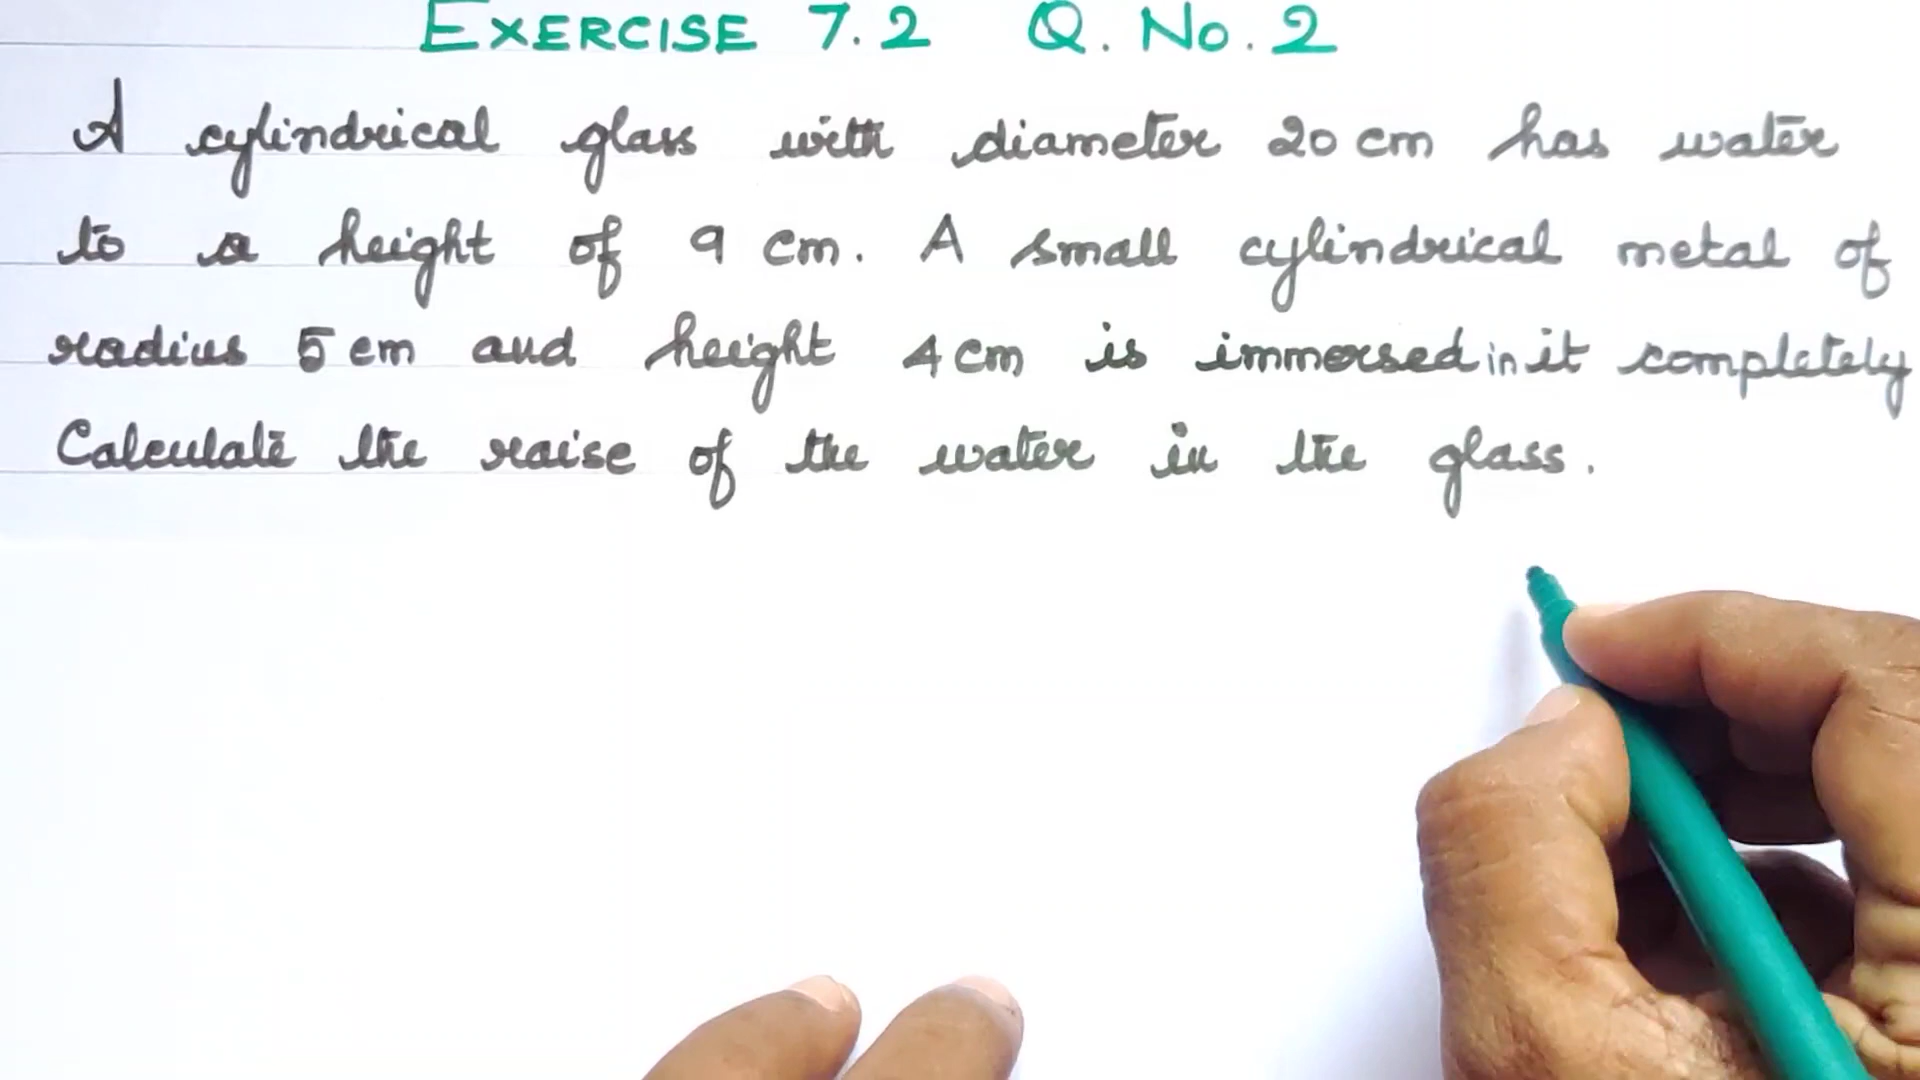 EXERCISE 7.2 Q. No. 2
A cylindrical glass with diameter 20 cm has water
to a height of 9 cm. A small cylindrical metal of
radius 5 cm and height 4 cm is immersed in it completely
Calculate the raise of the water in the glass.